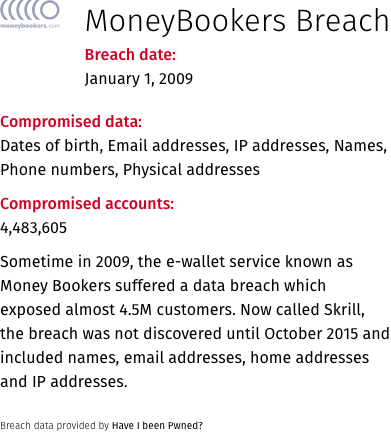 moneybookers.com
MoneyBookers Breach
Breach date:
January 1, 2009
Compromised data:
Dates of birth, Email addresses, IP addresses, Names,
Phone numbers, Physical addresses
Compromised accounts:
4,483,605
Sometime in 2009, the e-wallet service known as
Money Bookers suffered a data breach which
exposed almost 4.5M customers. Now called Skrill,
the breach was not discovered until October 2015 and
included names, email addresses, home addresses
and IP addresses.
Breach data provided by Have I been Pwned?